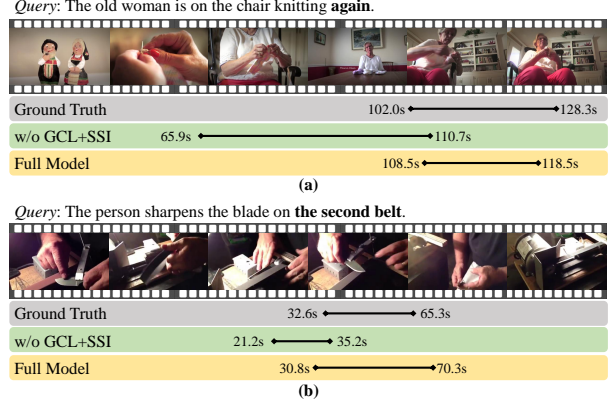 Query: The old woman is on the chair knitting again.
Ground Truth 102.0s 128.3s
w/o GCL+SSI 65.9s 110.7s
Full Model 108.5s 118.5s
(a)
Query: The person sharpens the blade on the second belt.
Ground Truth 32.6s 65.3s
w/o GCL+SSI 21.2s 35.2s
Full Model 30.8s 70.3s
(b)